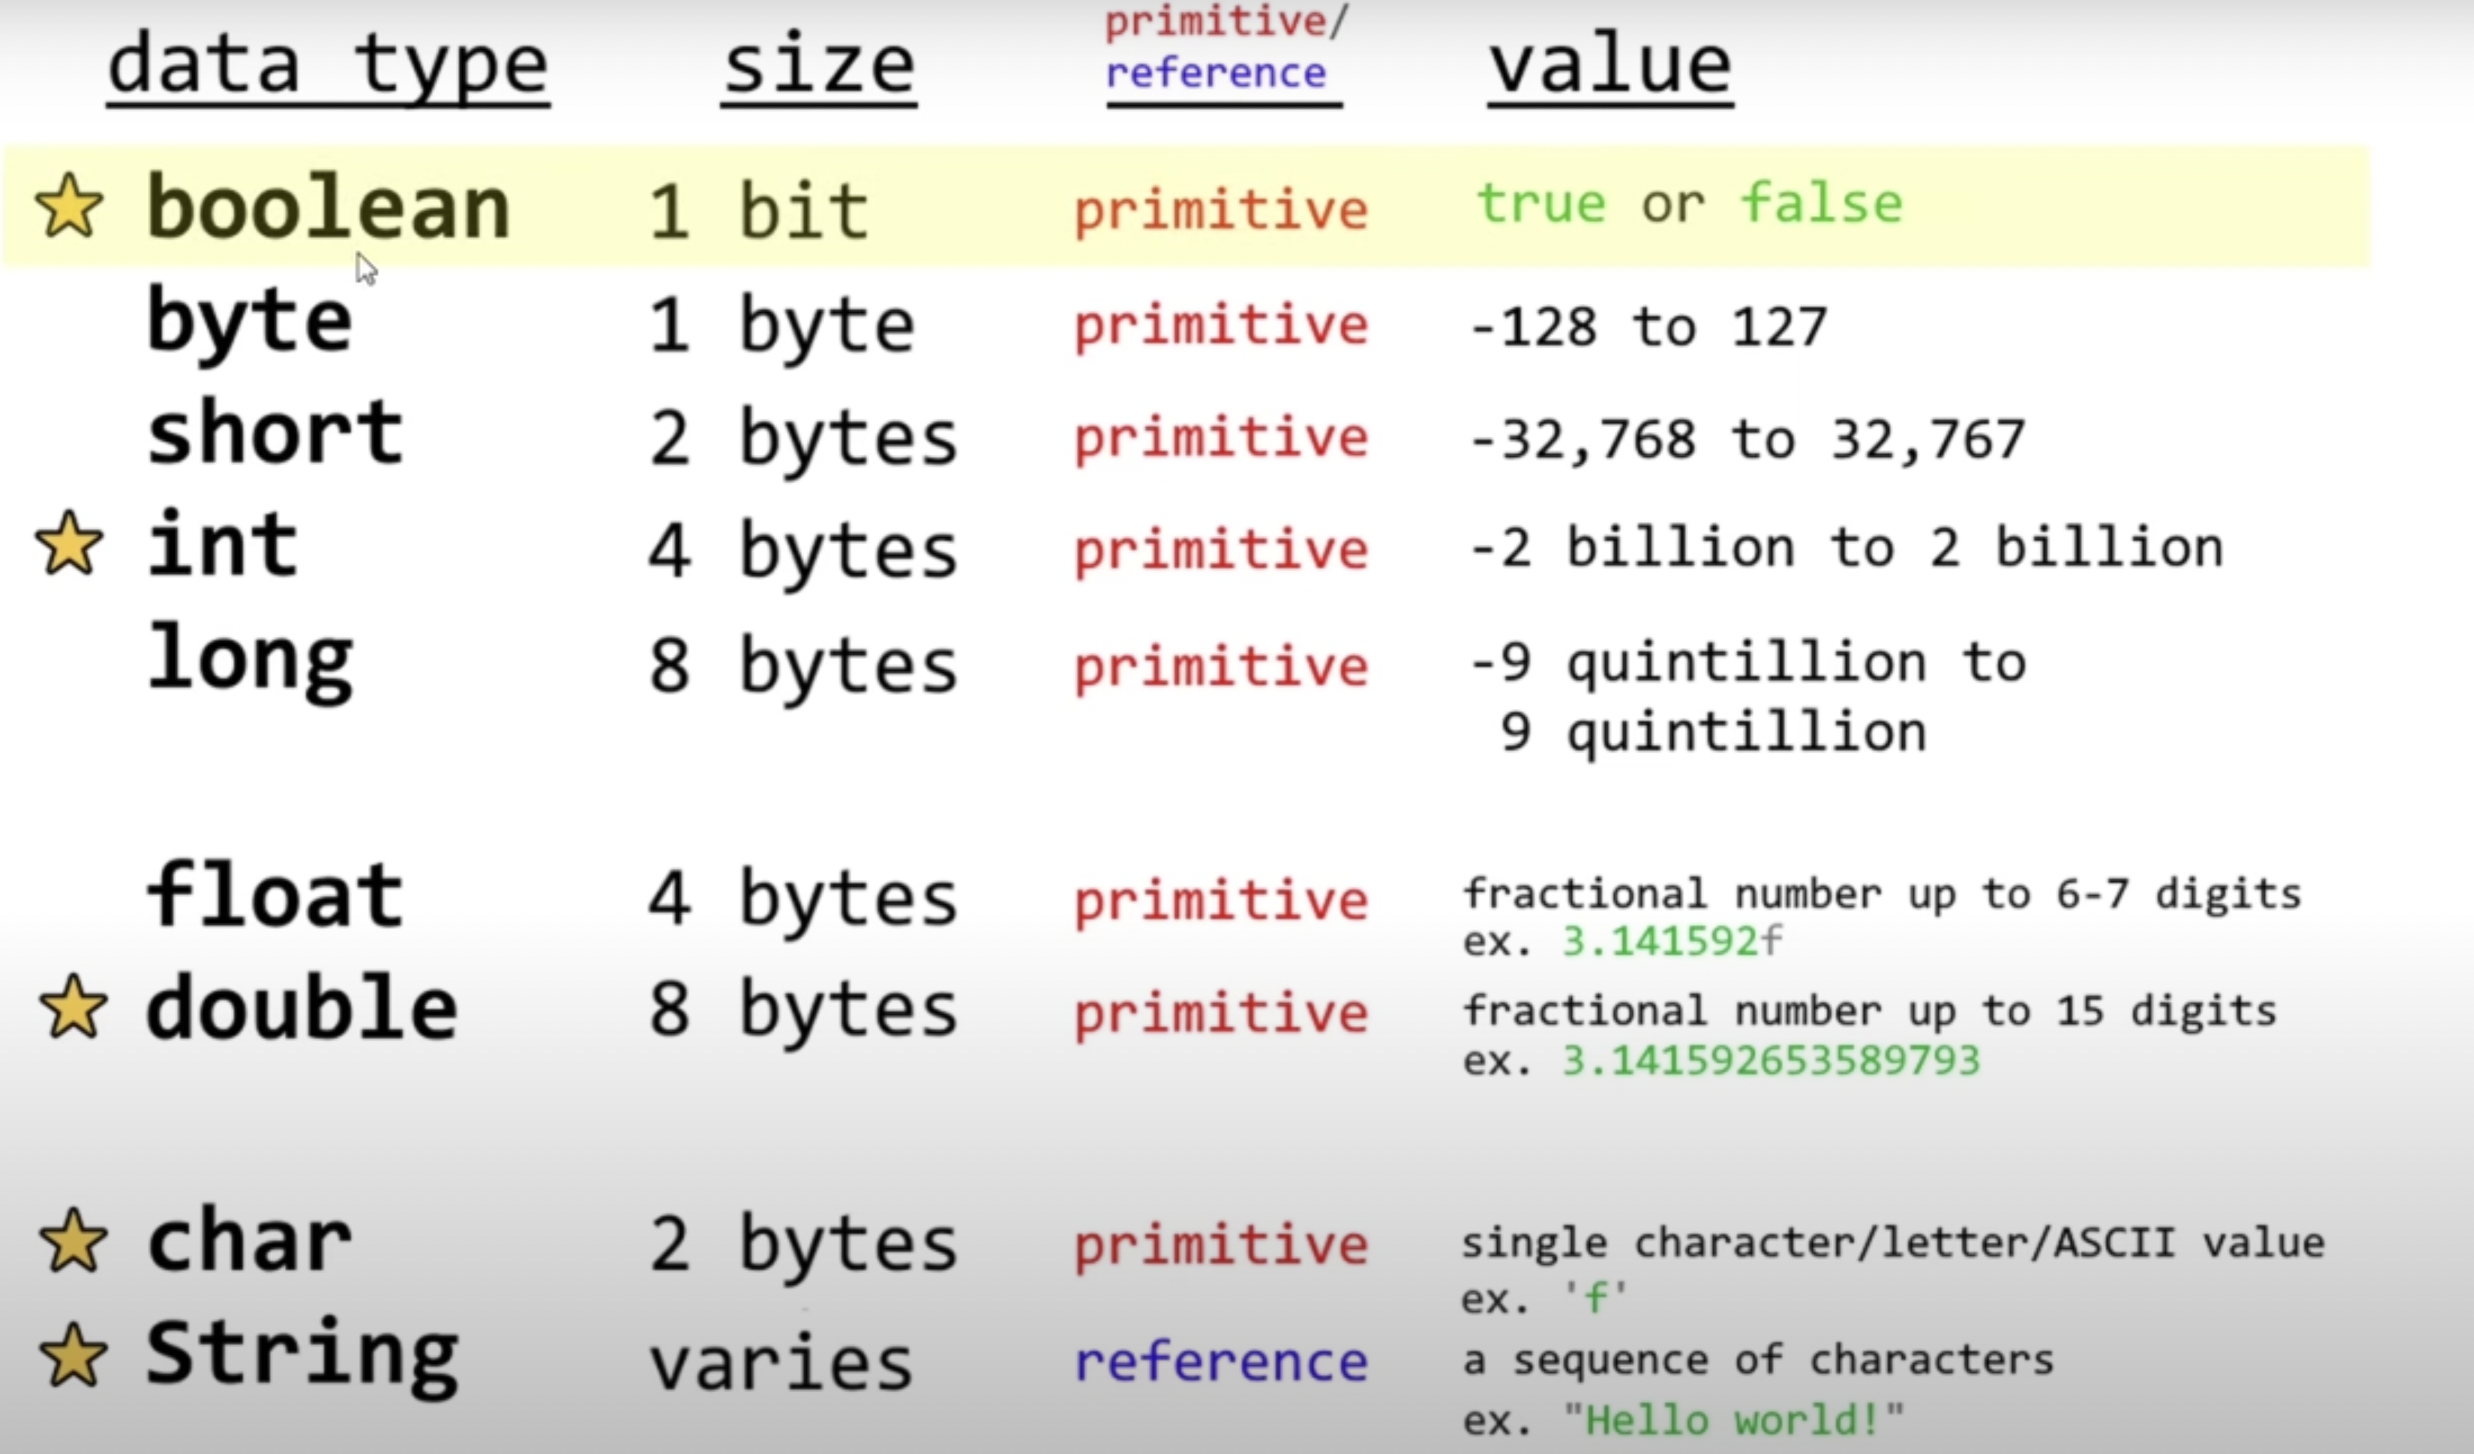 data type size primitive/
reference value
boolean 1 bit primitive true or false
byte 1 byte primitive -128 to 127
short 2 bytes primitive -32,768 to 32,767
int 4 bytes primitive -2 billion to 2 billion
long 8 bytes primitive -9 quintillion to
9 quintillion
float 4 bytes primitive fractional number up to 6-7 digits
ex. 3.141592f
double 8 bytes primitive fractional number up to 15 digits
ex. 3.141592653589793
char 2 bytes primitive single character/letter/ASCII value
ex. 'f'
String varies reference a sequence of characters
ex. "Hello world!"